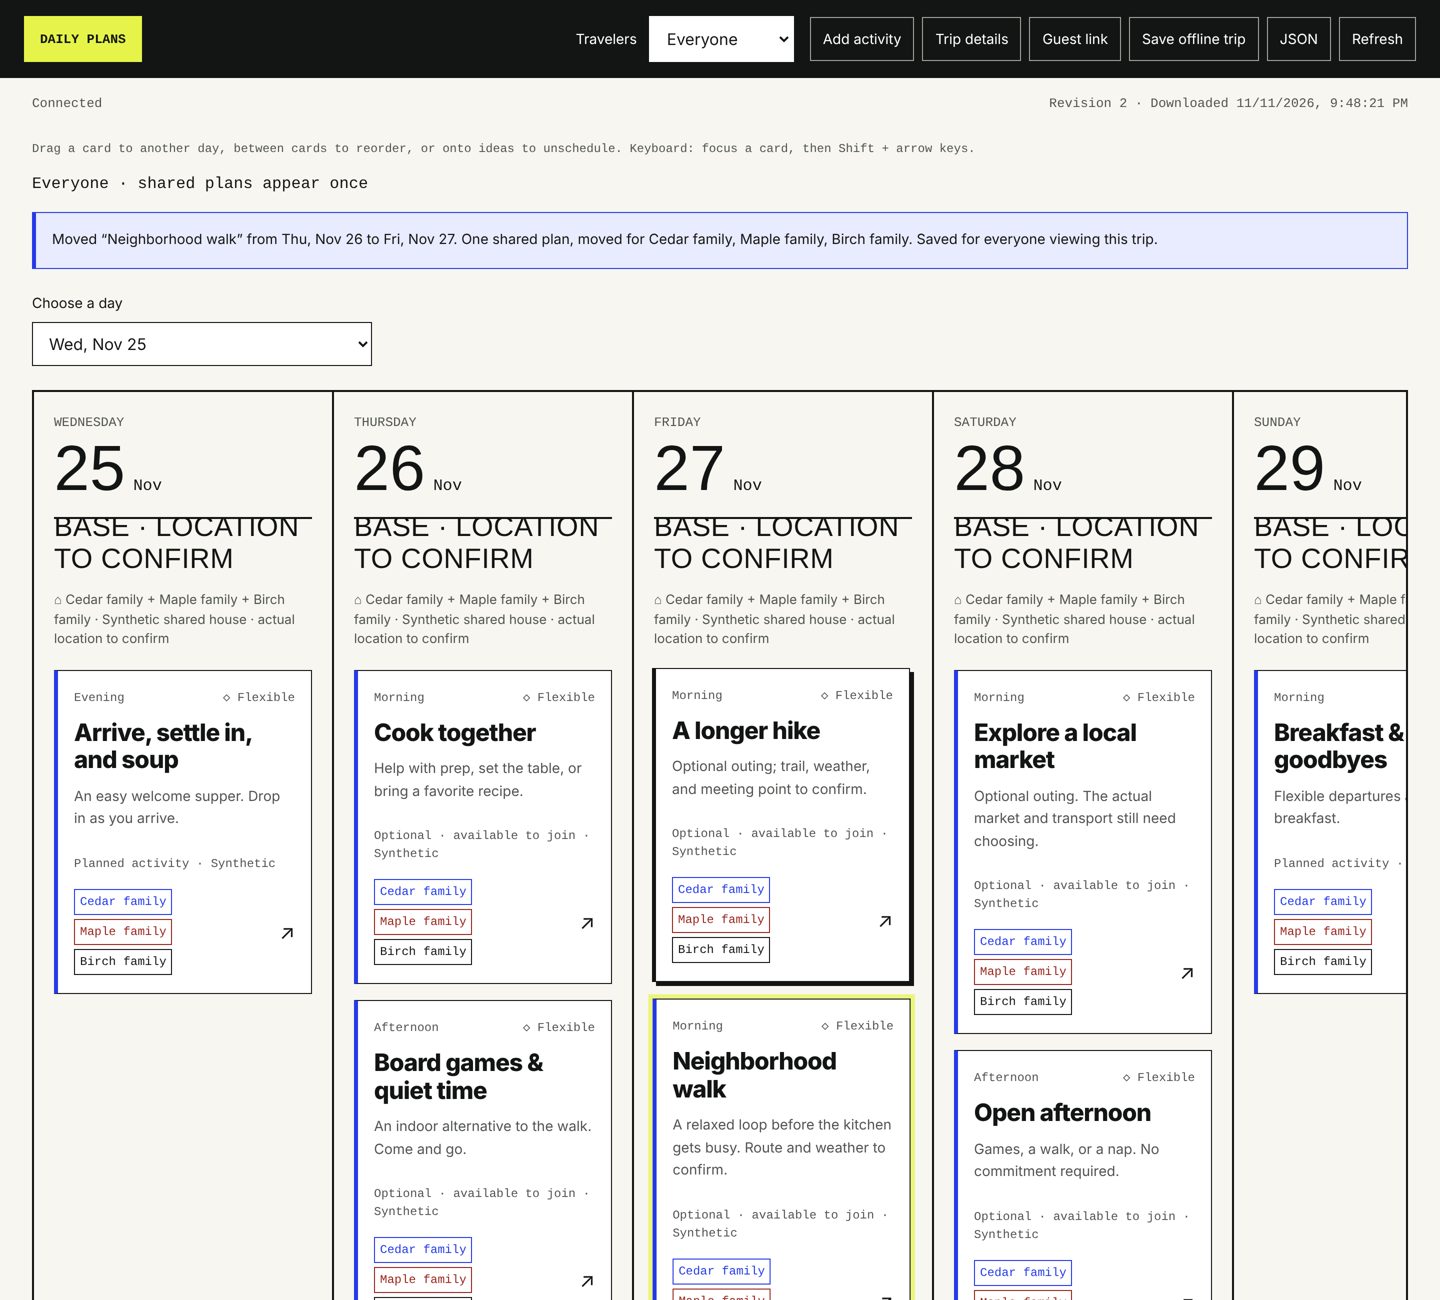 DAILY PLANS
Travelers
Everyone
Add activity
Trip details
Guest link
Save offline trip
JSON
Refresh
Connected
Revision 2 · Downloaded 11/11/2026, 9:48:21 PM
Drag a card to another day, between cards to reorder, or onto ideas to unschedule. Keyboard: focus a card, then Shift + arrow keys.
Everyone · shared plans appear once
Moved “Neighborhood walk” from Thu, Nov 26 to Fri, Nov 27. One shared plan, moved for Cedar family, Maple family, Birch family. Saved for everyone viewing this trip.
Choose a day
Wed, Nov 25
WEDNESDAY
25 Nov
BASE · LOCATION
TO CONFIRM
⌂ Cedar family + Maple family + Birch
family · Synthetic shared house · actual
location to confirm
Evening
◇ Flexible
Arrive, settle in,
and soup
An easy welcome supper. Drop
in as you arrive.
Planned activity · Synthetic
Cedar family
Maple family
↗
Birch family
THURSDAY
26 Nov
BASE · LOCATION
TO CONFIRM
⌂ Cedar family + Maple family + Birch
family · Synthetic shared house · actual
location to confirm
Morning
◇ Flexible
Cook together
Help with prep, set the table, or
bring a favorite recipe.
Optional · available to join ·
Synthetic
Cedar family
Maple family
↗
Birch family
Afternoon
◇ Flexible
Board games &
quiet time
An indoor alternative to the walk.
Come and go.
Optional · available to join ·
Synthetic
Cedar family
Maple family
↗
FRIDAY
27 Nov
BASE · LOCATION
TO CONFIRM
⌂ Cedar family + Maple family + Birch
family · Synthetic shared house · actual
location to confirm
Morning
◇ Flexible
A longer hike
Optional outing; trail, weather,
and meeting point to confirm.
Optional · available to join ·
Synthetic
Cedar family
Maple family
↗
Birch family
Morning
◇ Flexible
Neighborhood
walk
A relaxed loop before the kitchen
gets busy. Route and weather to
confirm.
Optional · available to join ·
Synthetic
Cedar family
Maple family
SATURDAY
28 Nov
BASE · LOCATION
TO CONFIRM
⌂ Cedar family + Maple family + Birch
family · Synthetic shared house · actual
location to confirm
Morning
◇ Flexible
Explore a local
market
Optional outing. The actual
market and transport still need
choosing.
Optional · available to join ·
Synthetic
Cedar family
Maple family
↗
Birch family
Afternoon
◇ Flexible
Open afternoon
Games, a walk, or a nap. No
commitment required.
Optional · available to join ·
Synthetic
Cedar family
SUNDAY
29 Nov
BASE · LOC
TO CONFIR
⌂ Cedar family + Maple f
family · Synthetic shared
location to confirm
Morning
Breakfast &
goodbyes
Flexible departures
breakfast.
Planned activity ·
Cedar family
Maple family
Birch family